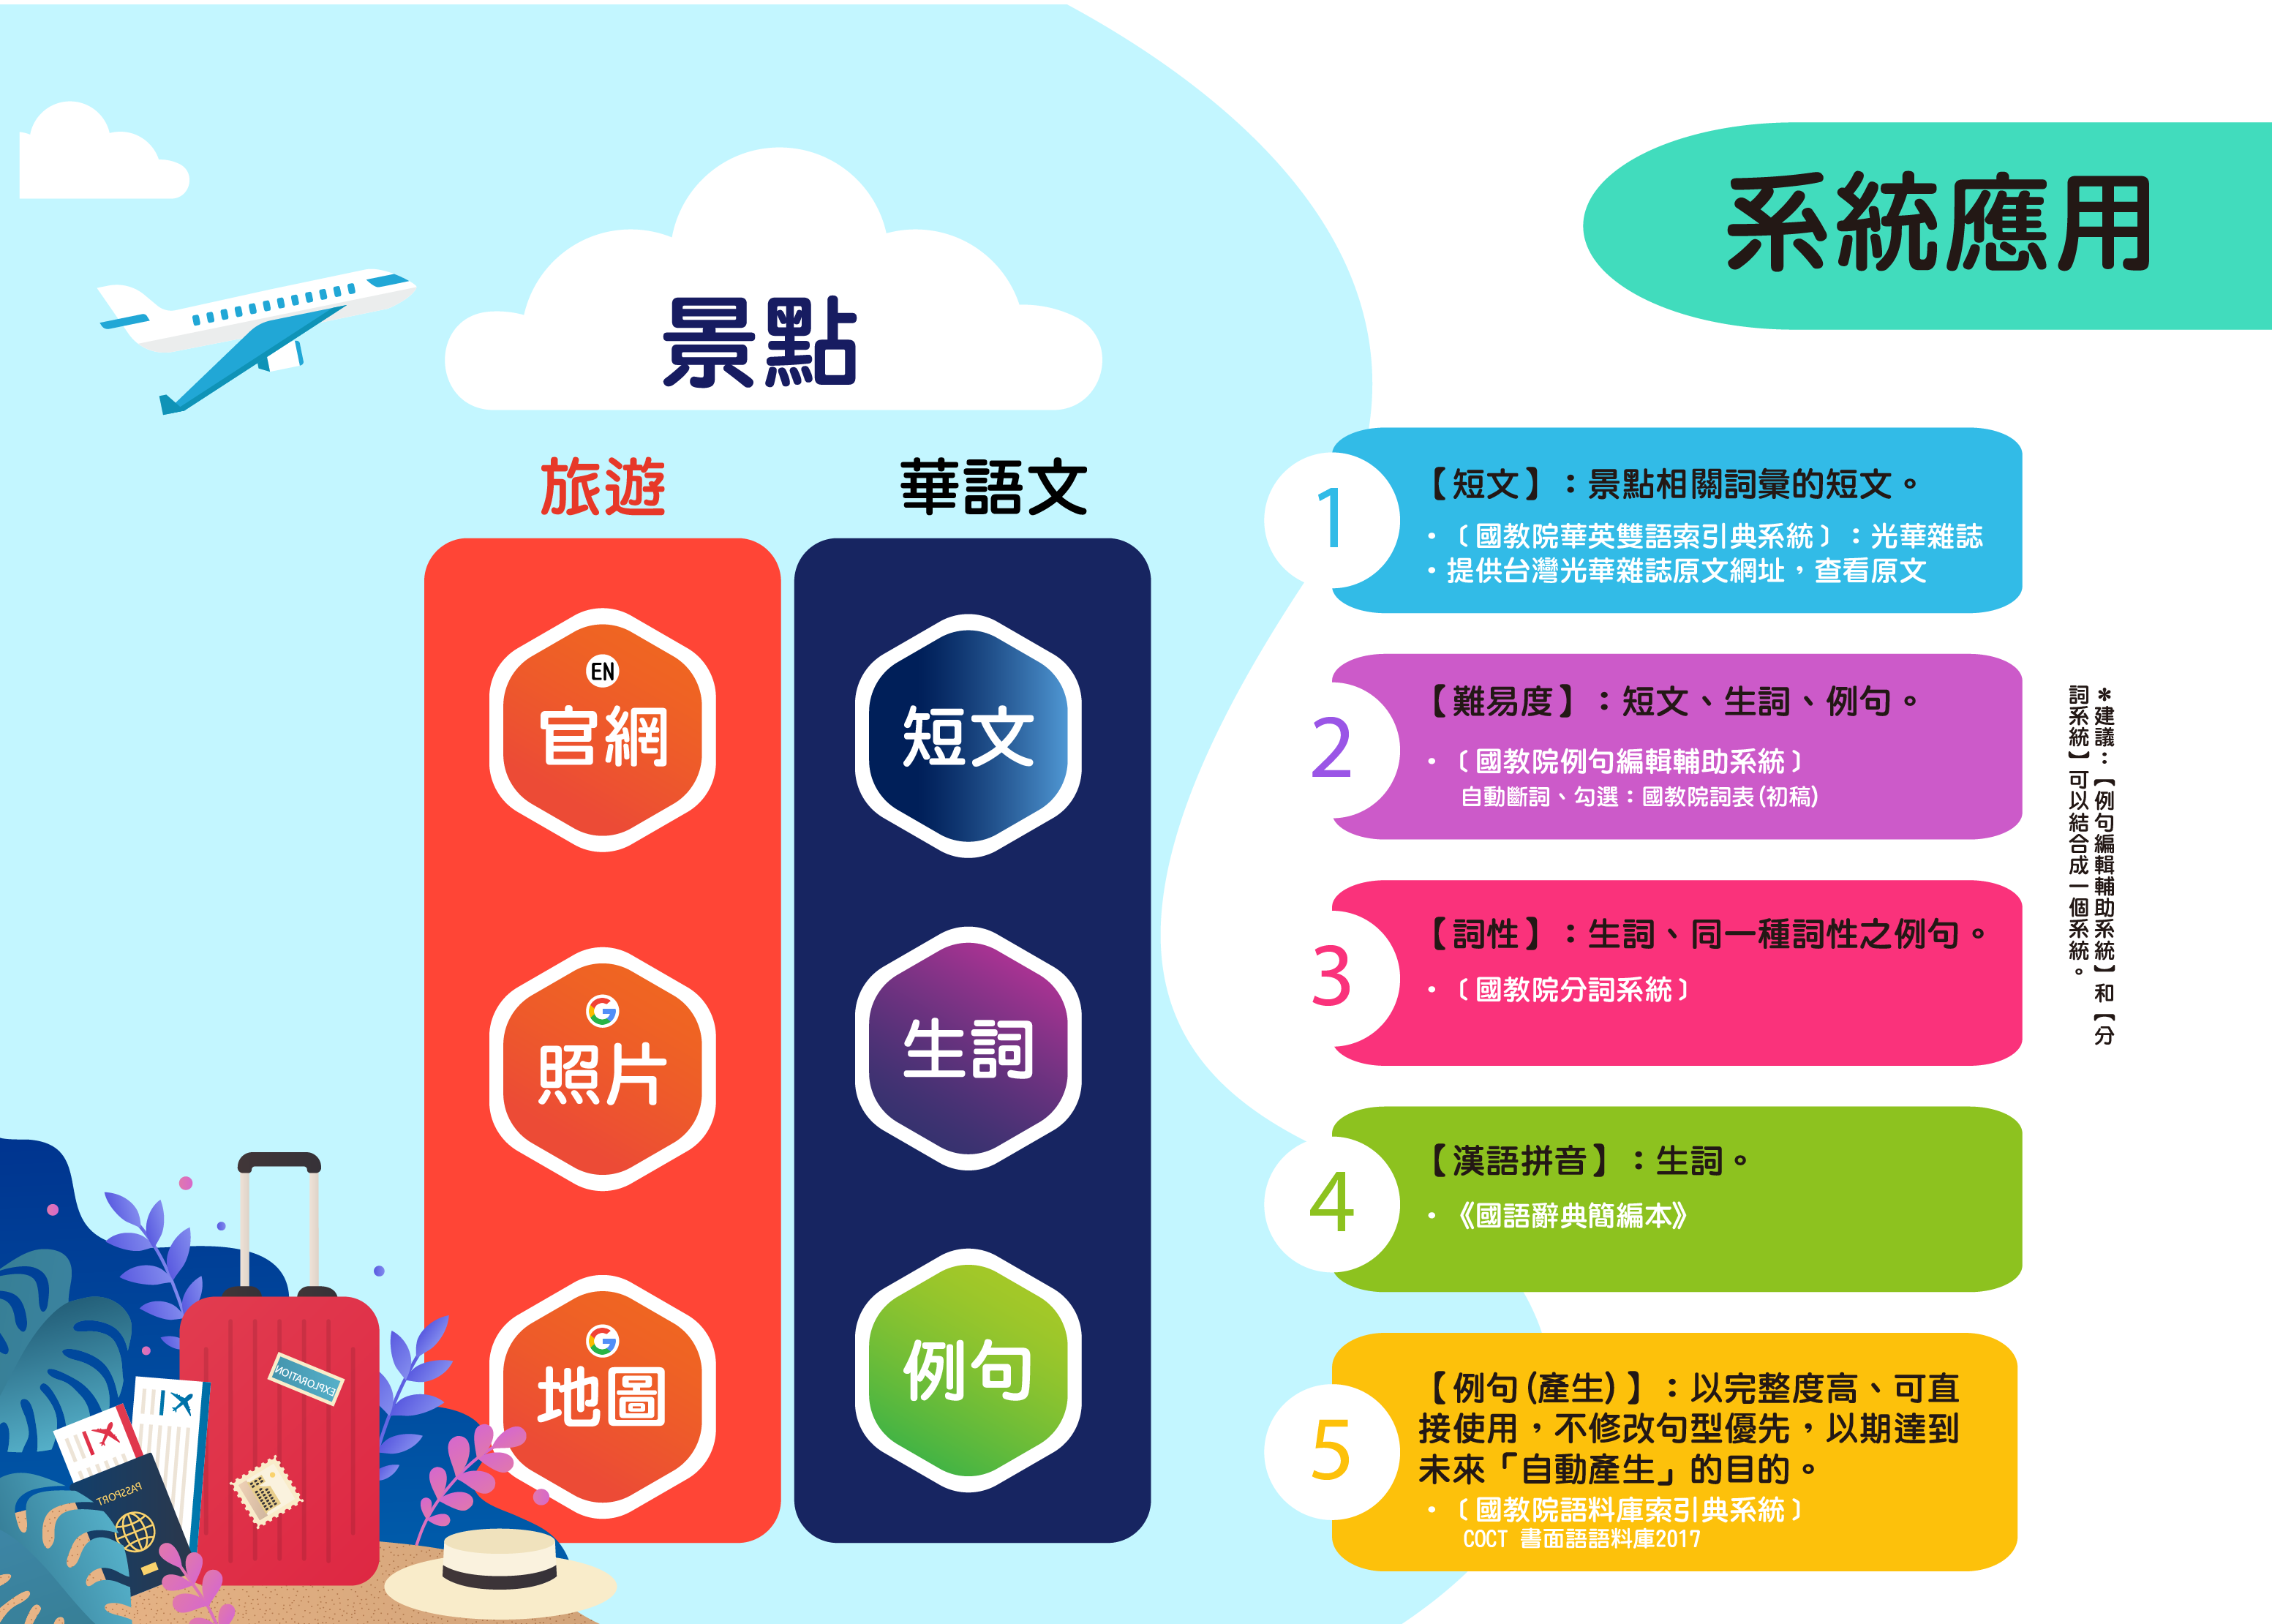 景點
旅遊
華語文
EN
官網
G
照片
G
地圖
短文
生詞
例句
EXPLORATION
PASSPORT
系統應用
1
【短文】：景點相關詞彙的短文。
・〔國教院華英雙語索引典系統〕：光華雜誌
・提供台灣光華雜誌原文網址，查看原文
2
【難易度】：短文、生詞、例句。
・〔國教院例句編輯輔助系統〕
自動斷詞、勾選：國教院詞表(初稿)
3
【詞性】：生詞、同一種詞性之例句。
・〔國教院分詞系統〕
4
【漢語拼音】：生詞。
・《國語辭典簡編本》
5
【例句(產生)】：以完整度高、可直
接使用，不修改句型優先，以期達到
未來「自動產生」的目的。
・〔國教院語料庫索引典系統〕
COCT 書面語語料庫2017
＊建議：【例句編輯輔助系統】和【分
詞系統】可以結合成一個系統。